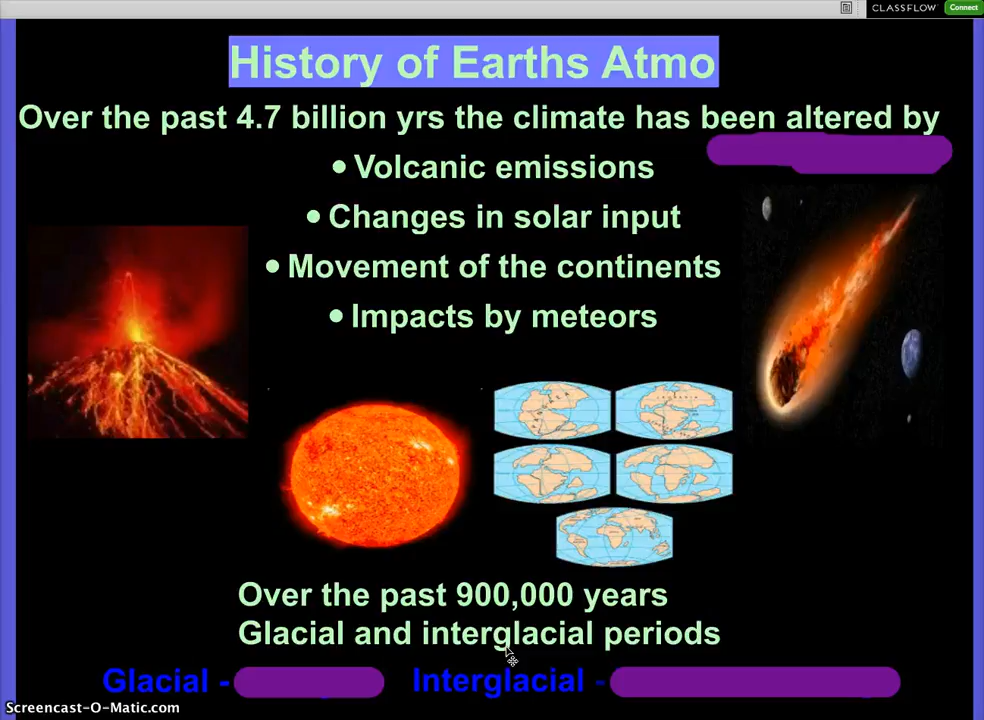 CLASSFLOW Connect
History of Earths Atmo
Over the past 4.7 billion yrs the climate has been altered by
• Volcanic emissions
• Changes in solar input
• Movement of the continents
• Impacts by meteors
Over the past 900,000 years
Glacial and interglacial periods
Glacial - Interglacial -
Screencast-O-Matic.com